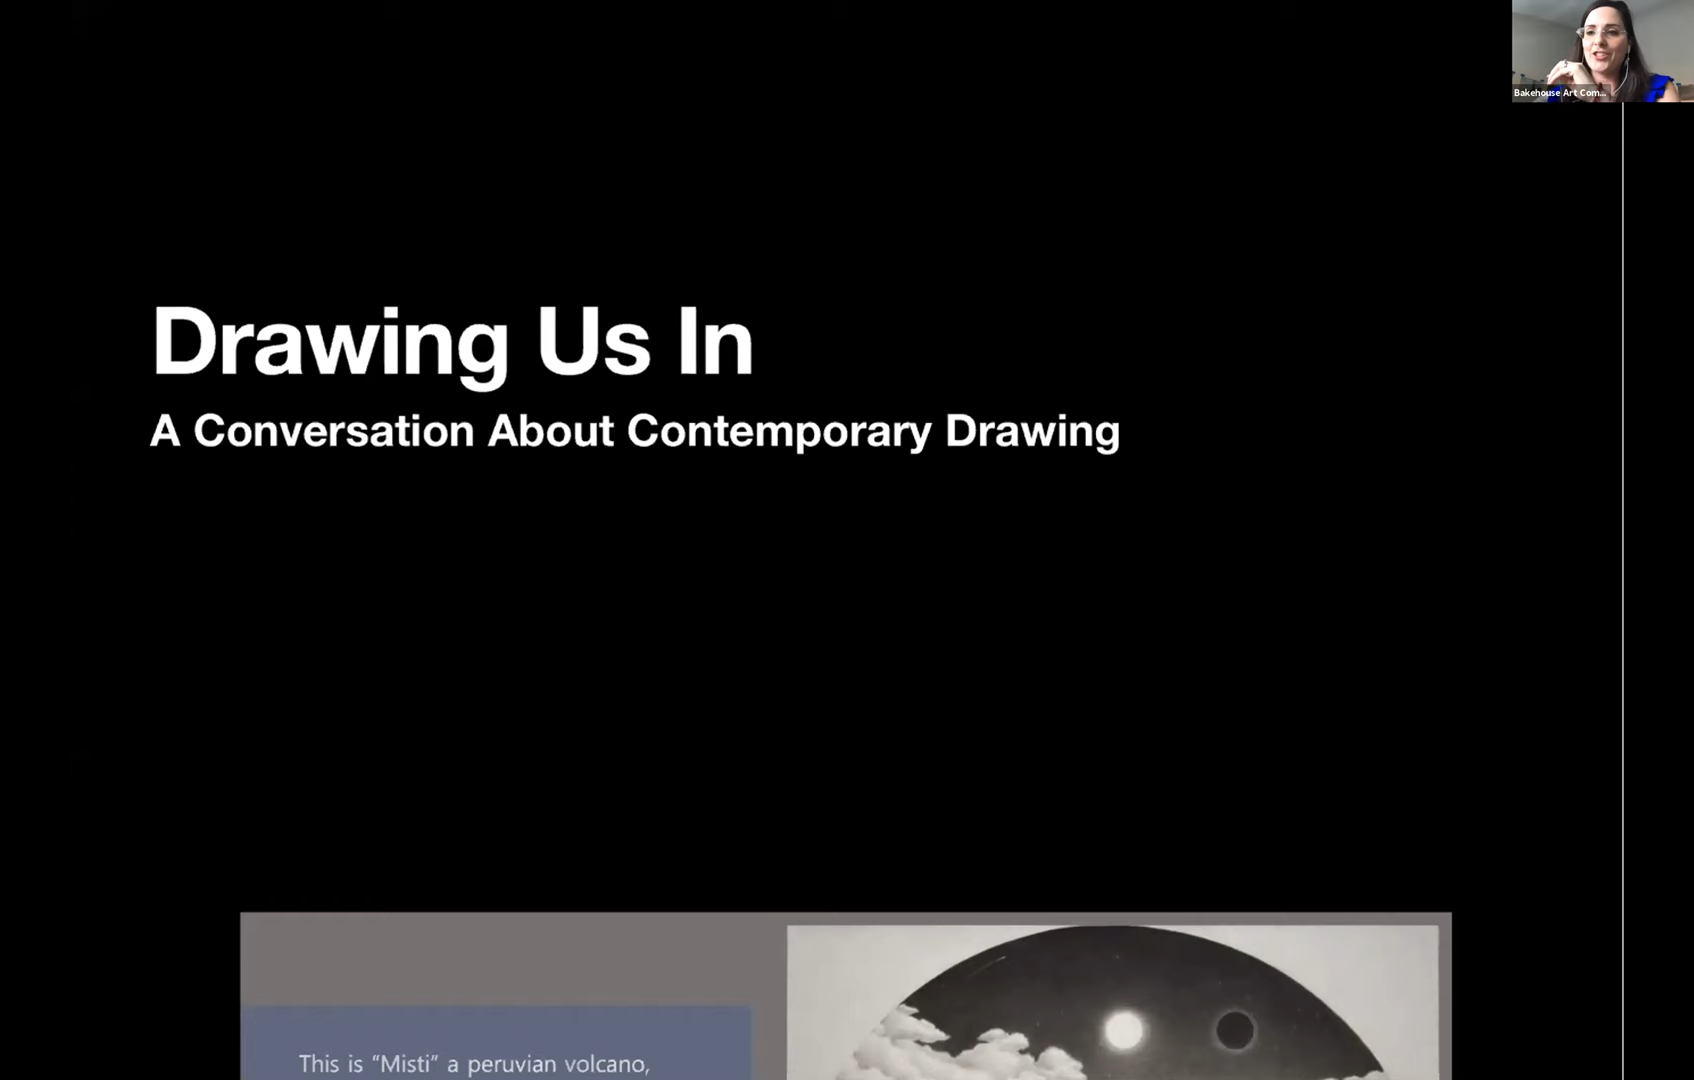 Bakehouse Art Com...
Drawing Us In
A Conversation About Contemporary Drawing
This is “Misti” a peruvian volcano,